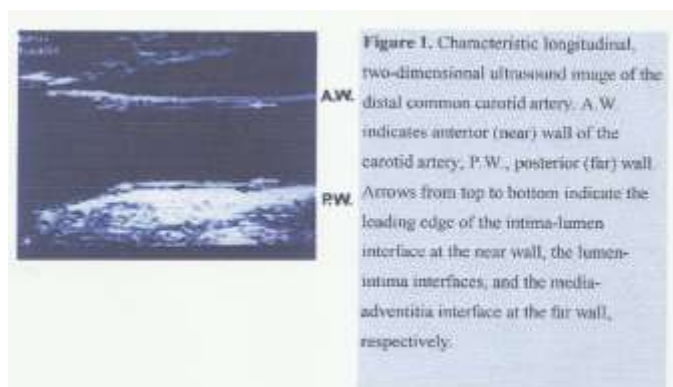 A.W.
P.W.
Figure 1. Characteristic longitudinal,
two-dimensional ultrasound image of the
distal common carotid artery. A.W.
indicates anterior (near) wall of the
carotid artery; P.W., posterior (far) wall.
Arrows from top to bottom indicate the
leading edge of the intima-lumen
interface at the near wall, the lumen-
intima interfaces, and the media-
adventitia interface at the far wall,
respectively.